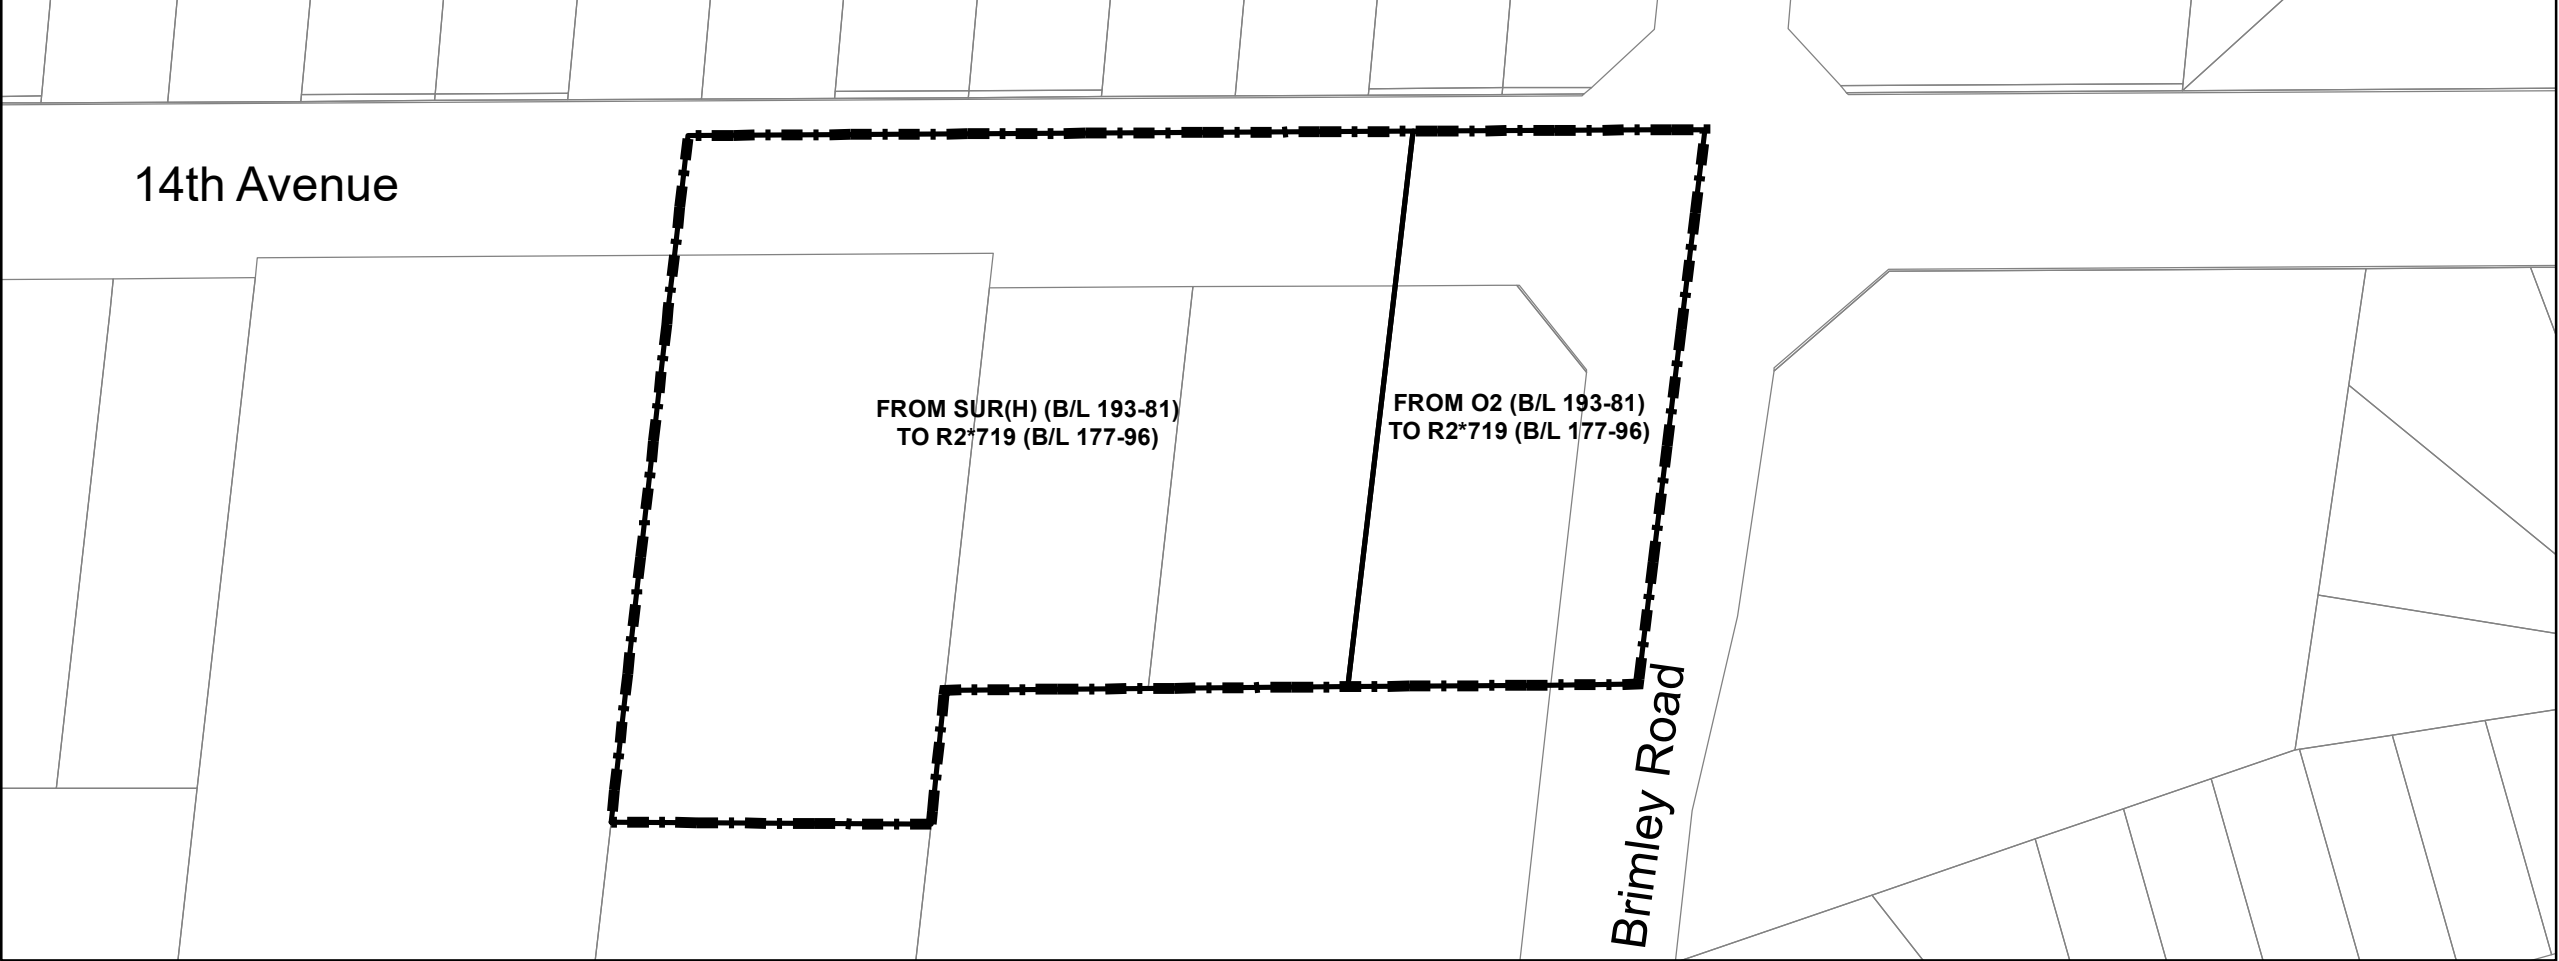 14th Avenue
FROM SUR(H) (B/L 193-81)
TO R2*719 (B/L 177-96)
FROM O2 (B/L 193-81)
TO R2*719 (B/L 177-96)
Brimley Road